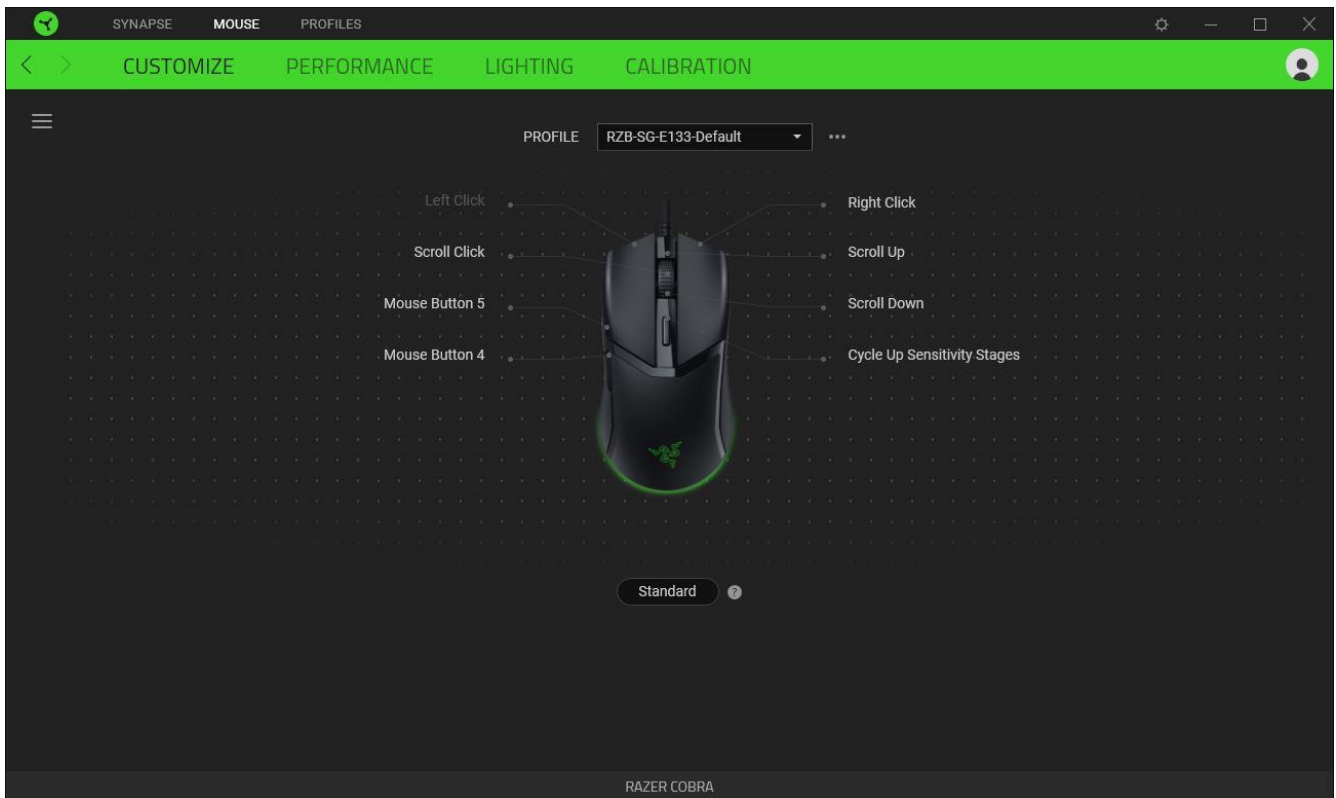 SYNAPSE MOUSE PROFILES
CUSTOMIZE PERFORMANCE LIGHTING CALIBRATION
PROFILE RZB-SG-E133-Default
Left Click Right Click
Scroll Click Scroll Up
Mouse Button 5 Scroll Down
Mouse Button 4 Cycle Up Sensitivity Stages
Standard ?
RAZER COBRA